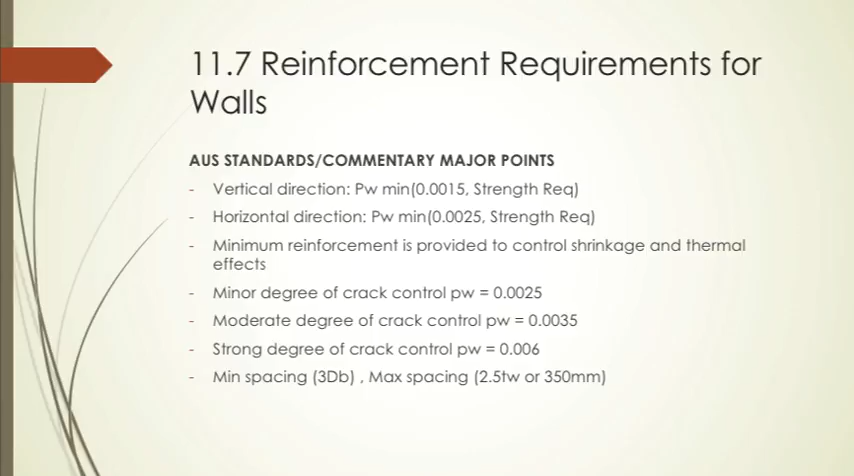 11.7 Reinforcement Requirements for
Walls
AUS STANDARDS/COMMENTARY MAJOR POINTS
- Vertical direction: Pw min(0.0015, Strength Req)
- Horizontal direction: Pw min(0.0025, Strength Req)
- Minimum reinforcement is provided to control shrinkage and thermal
effects
- Minor degree of crack control pw = 0.0025
- Moderate degree of crack control pw = 0.0035
- Strong degree of crack control pw = 0.006
- Min spacing (3Db) , Max spacing (2.5tw or 350mm)